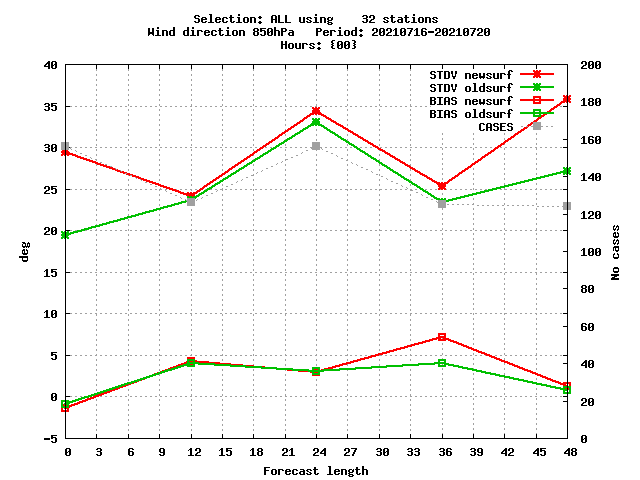 Selection: ALL using    32 stations
Wind direction 850hPa   Period: 20210716-20210720
Hours: {00}
STDV newsurf
STDV oldsurf
BIAS newsurf
BIAS oldsurf
CASES
40
35
30
25
20
15
10
5
0
-5
deg
200
180
160
140
120
100
80
60
40
20
0
No cases
0 3 6 9 12 15 18 21 24 27 30 33 36 39 42 45 48
Forecast length